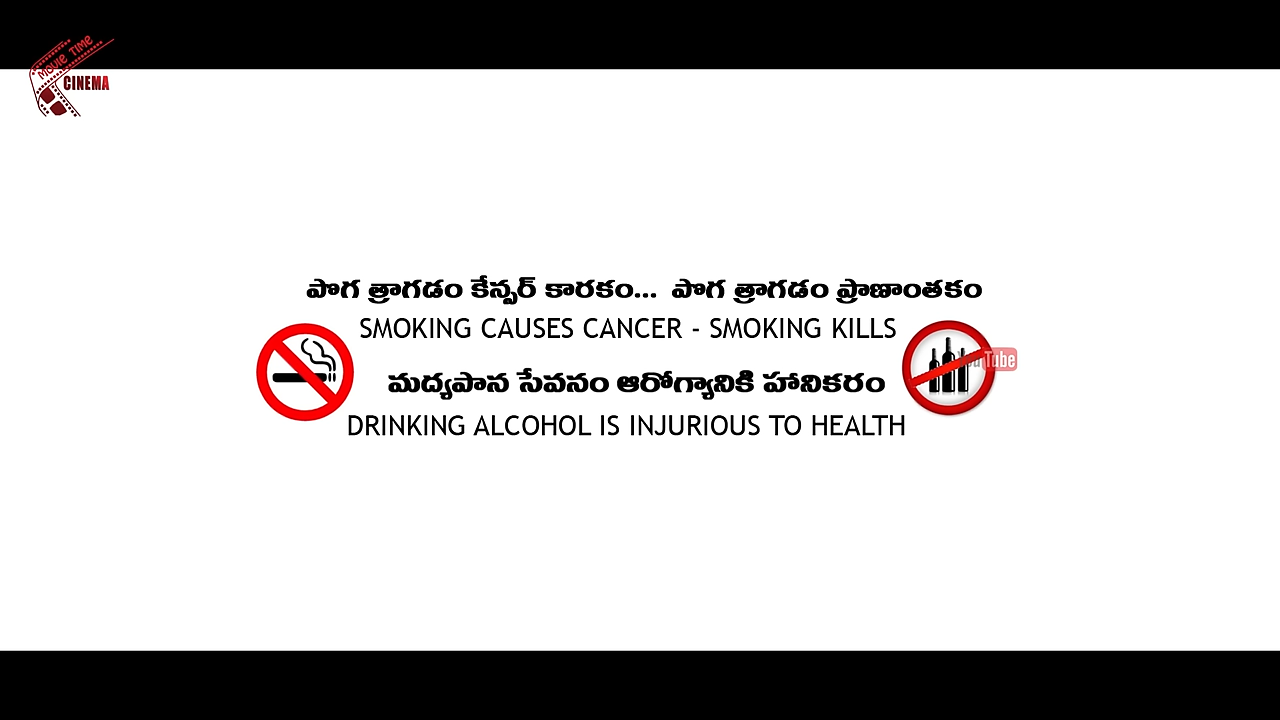 MOVIE TIME
CINEMA
పొగ త్రాగడం కేన్సర్ కారకం... పొగ త్రాగడం ప్రాణాంతకం
SMOKING CAUSES CANCER - SMOKING KILLS
మద్యపాన సేవనం ఆరోగ్యానికి హానికరం
DRINKING ALCOHOL IS INJURIOUS TO HEALTH
YouTube